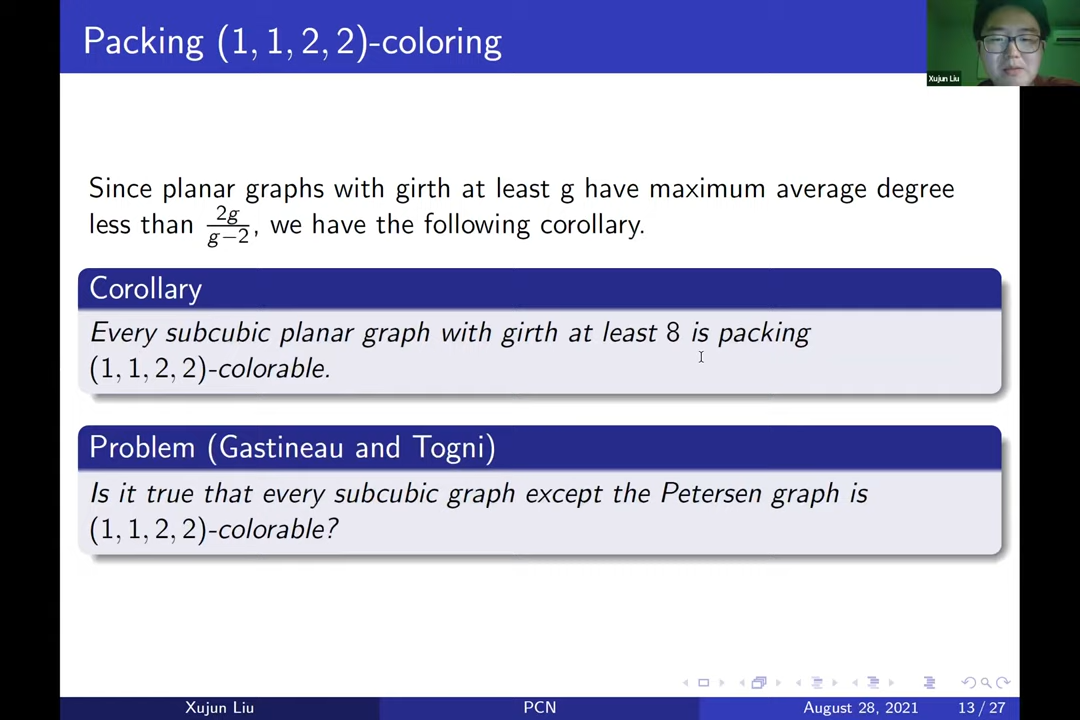 Packing (1, 1, 2, 2)-coloring
Xujun Liu
Since planar graphs with girth at least g have maximum average degree
less than 2g/(g−2), we have the following corollary.
Corollary
Every subcubic planar graph with girth at least 8 is packing
(1, 1, 2, 2)-colorable.
Problem (Gastineau and Togni)
Is it true that every subcubic graph except the Petersen graph is
(1, 1, 2, 2)-colorable?
Xujun Liu PCN August 28, 2021 13 / 27